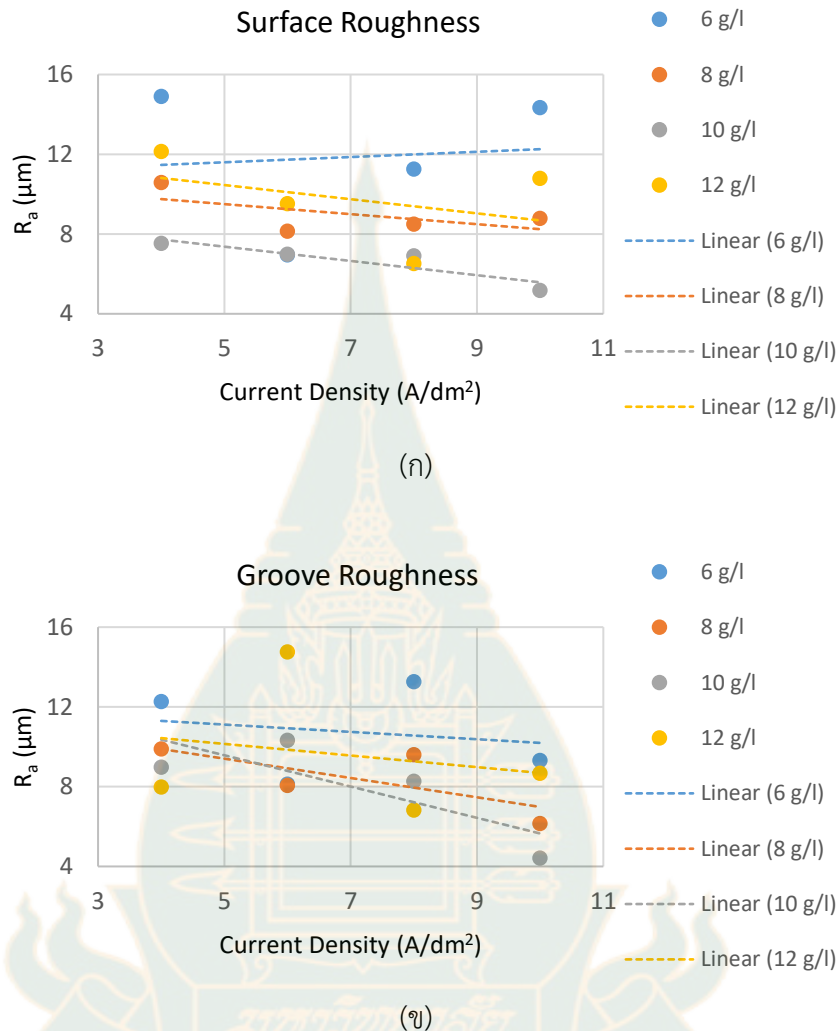 Surface Roughness
16
12
8
4
Rₐ (µm)
3 5 7 9 11
Current Density (A/dm²)
6 g/l
8 g/l
10 g/l
12 g/l
Linear (6 g/l)
Linear (8 g/l)
Linear (10 g/l)
Linear (12 g/l)
(ก)
Groove Roughness
16
12
8
4
Rₐ (µm)
3 5 7 9 11
Current Density (A/dm²)
6 g/l
8 g/l
10 g/l
12 g/l
Linear (6 g/l)
Linear (8 g/l)
Linear (10 g/l)
Linear (12 g/l)
(ข)